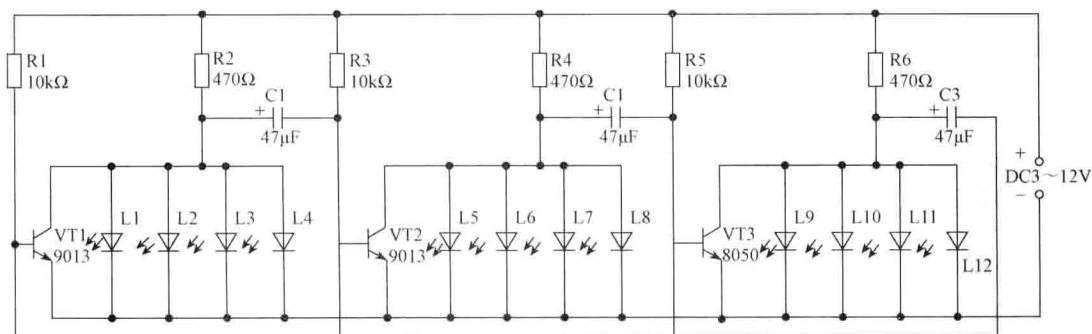 R1
10kΩ
R2
470Ω
R3
10kΩ
R4
470Ω
R5
10kΩ
R6
470Ω
C1
+
47μF
C1
+
47μF
C3
+
47μF
+
DC3～12V
−
L1
L2
L3
L4
VT1
9013
L5
L6
L7
L8
VT2
9013
L9
L10
L11
L12
VT3
8050